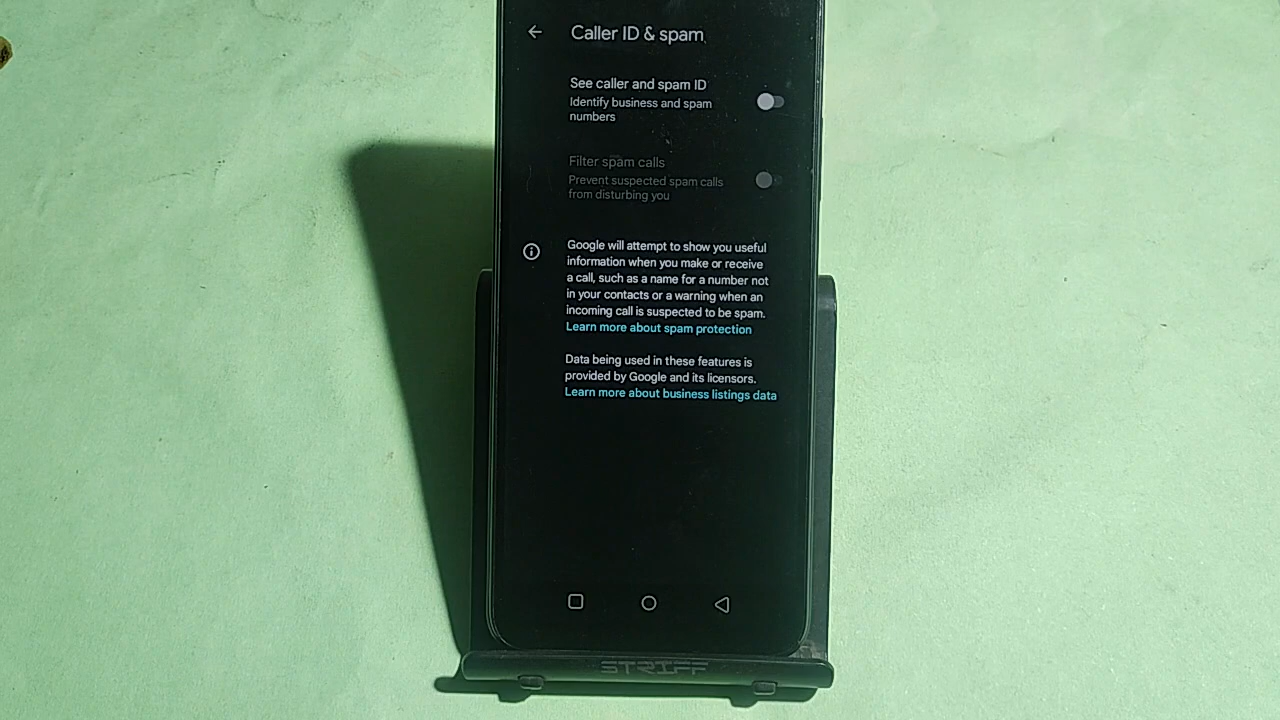 Caller ID & spam
See caller and spam ID
Identify business and spam
numbers
Filter spam calls
Prevent suspected spam calls
from disturbing you
Google will attempt to show you useful
information when you make or receive
a call, such as a name for a number not
in your contacts or a warning when an
incoming call is suspected to be spam.
Learn more about spam protection
Data being used in these features is
provided by Google and its licensors.
Learn more about business listings data
STRIFF